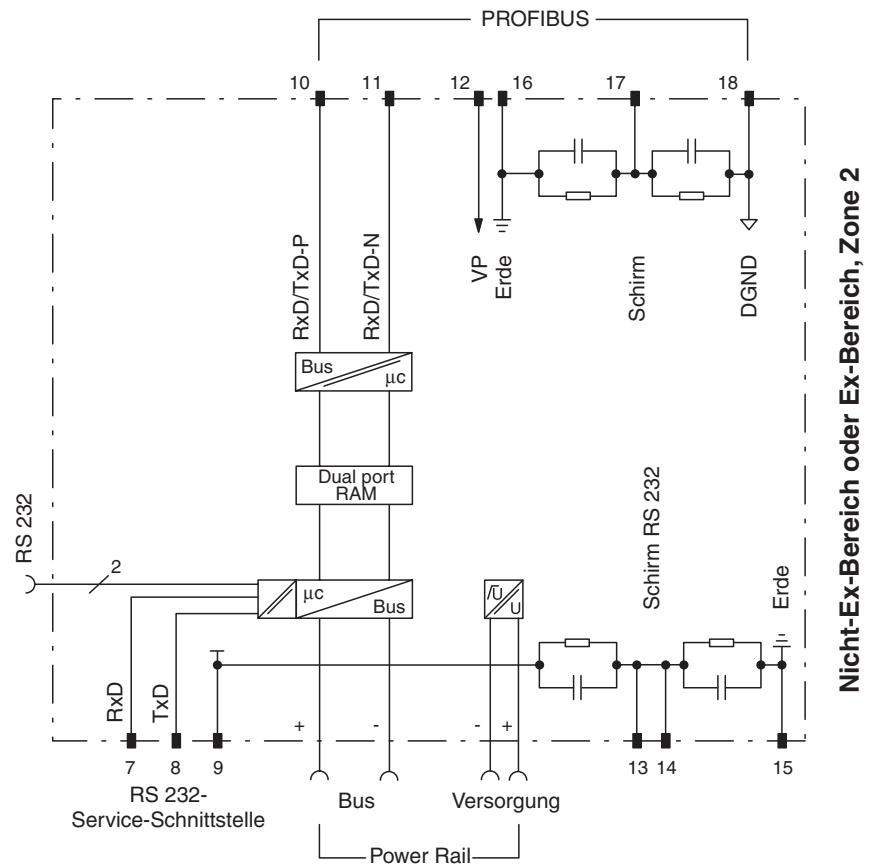 PROFIBUS
10 11 12 16 17 18
RxD/TxD-P
RxD/TxD-N
VP
Erde
Schirm
DGND
Bus
µc
Dual port
RAM
RS 232
2
µc
Bus
U
U
Schirm RS 232
Erde
RxD
TxD
+ - - +
7 8 9 13 14 15
RS 232-
Service-Schnittstelle
Bus
Versorgung
Power Rail
Nicht-Ex-Bereich oder Ex-Bereich, Zone 2